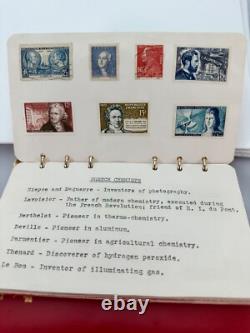 FRENCH CHEMISTS
Niepce and Daguerre - Inventors of photography.
Lavoisier - Father of modern chemistry, executed during
the French Revolution; friend of E. i. du Pont.
Berthelot - Pioneer in thermo-chemistry.
Deville - Pioneer in aluminum.
Parmentier - Pioneer in agricultural chemistry.
Thenard - Discoverer of hydrogen peroxide.
Le Bon - Inventor of illuminating gas.